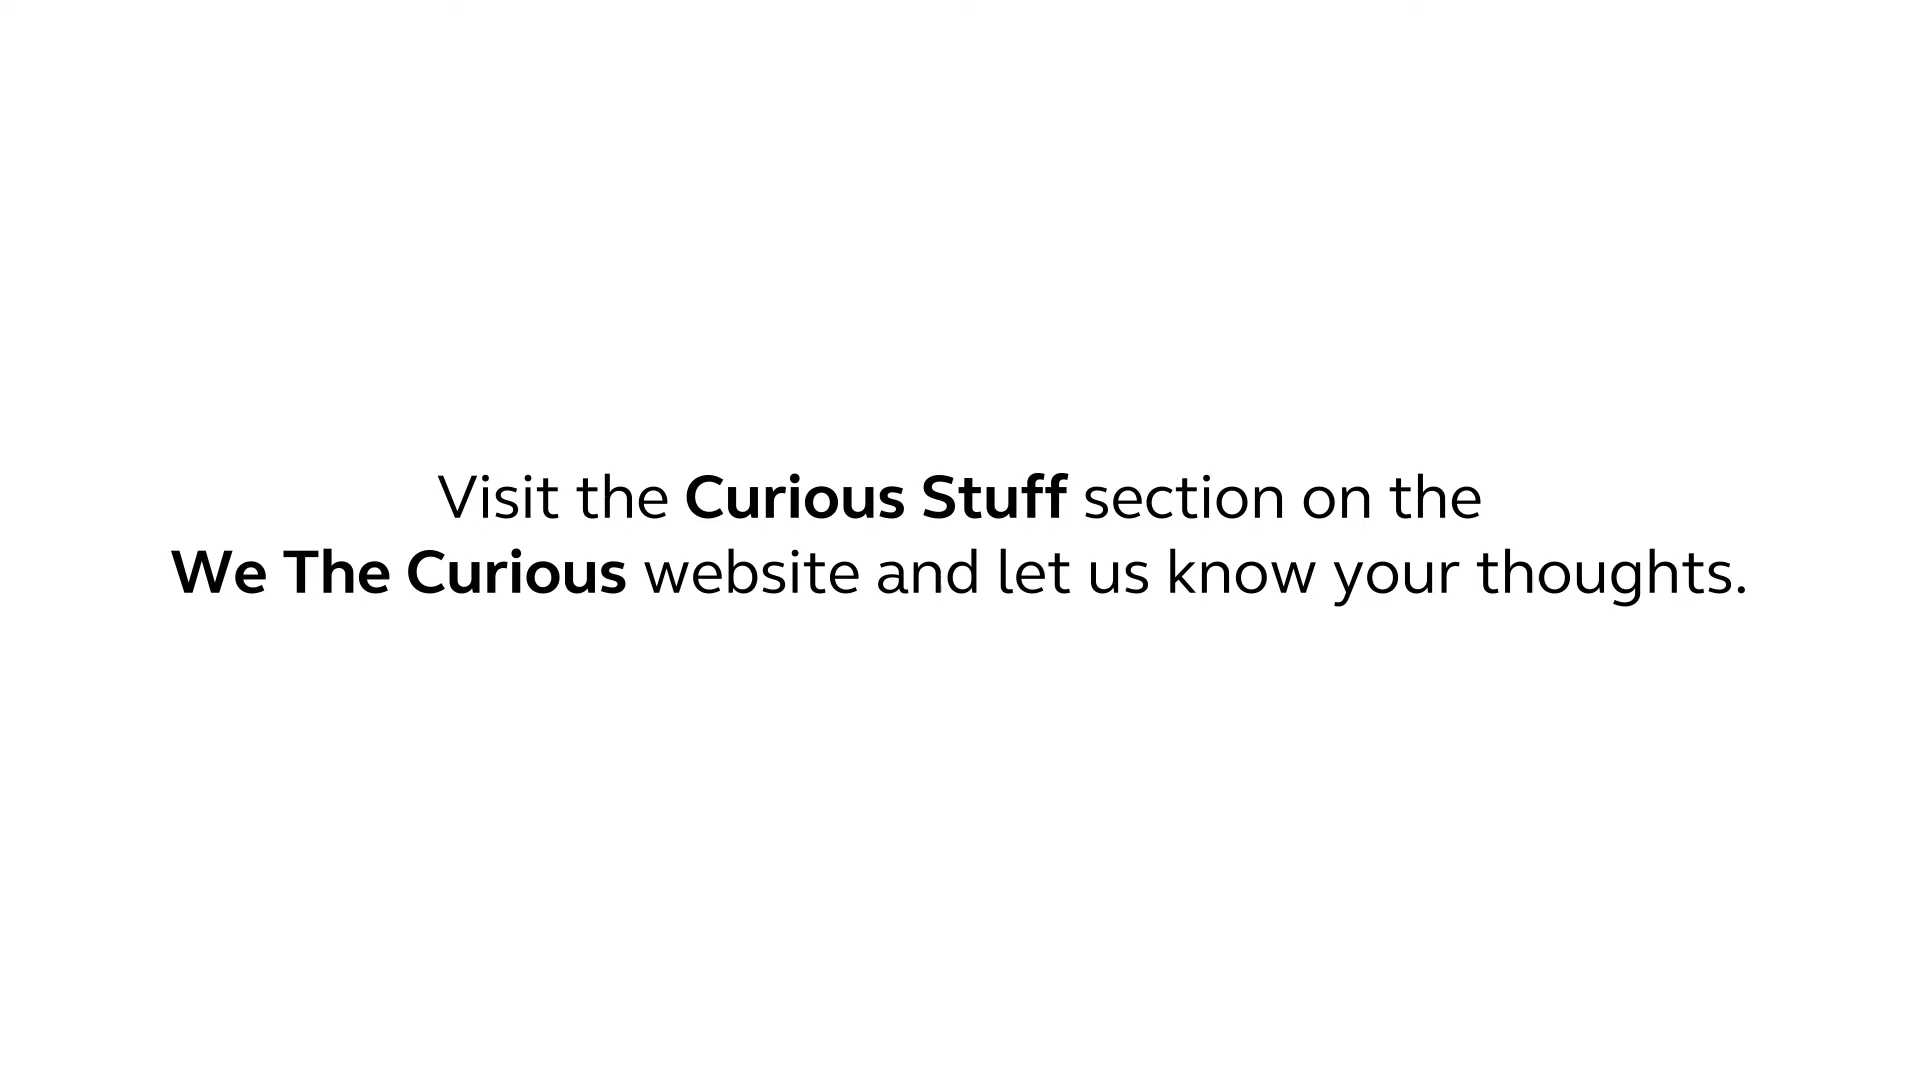 Visit the Curious Stuff section on the
We The Curious website and let us know your thoughts.